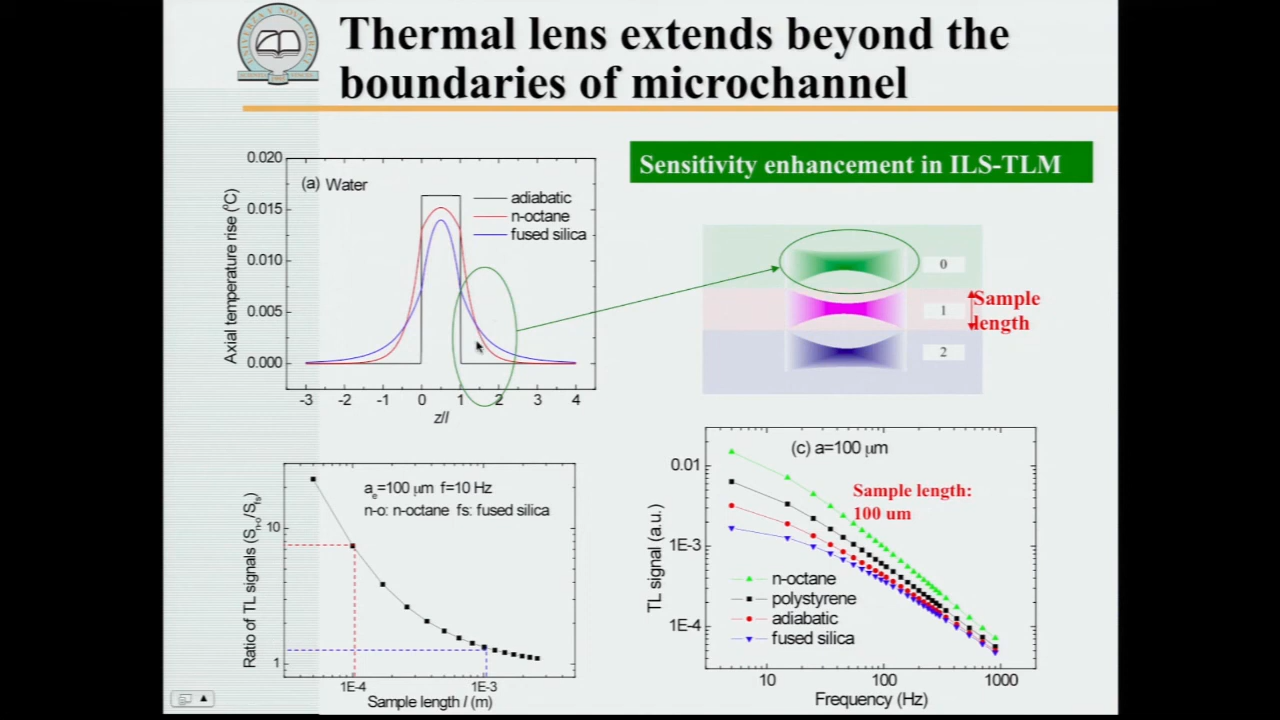 Thermal lens extends beyond the
boundaries of microchannel
Sensitivity enhancement in ILS-TLM
(a) Water
adiabatic
n-octane
fused silica
0.020
0.015
0.010
0.005
0.000
Axial temperature rise (°C)
-3 -2 -1 0 1 2 3 4
z/l
0
1
2
Sample
length
ae=100 μm f=10 Hz
n-o: n-octane fs: fused silica
10
1
Ratio of TL signals (Sn-o/Sfs)
1E-4 1E-3
Sample length l (m)
(c) a=100 μm
Sample length:
100 um
0.01
1E-3
1E-4
TL signal (a.u.)
n-octane
polystyrene
adiabatic
fused silica
10 100 1000
Frequency (Hz)